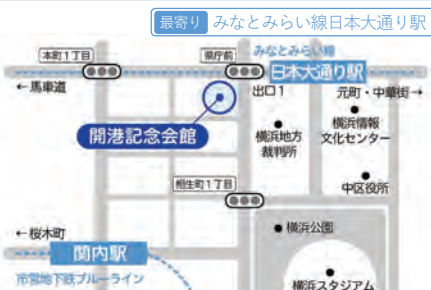 最寄り みなとみらい線日本大通り駅
本町1丁目
県庁前
みなとみらい線
日本大通り駅
←馬車道
出口1
元町・中華街→
開港記念会館
横浜地方
裁判所
横浜情報
文化センター
相生町1丁目
中区役所
←桜木町
横浜公園
関内駅
市営地下鉄ブルーライン
横浜スタジアム